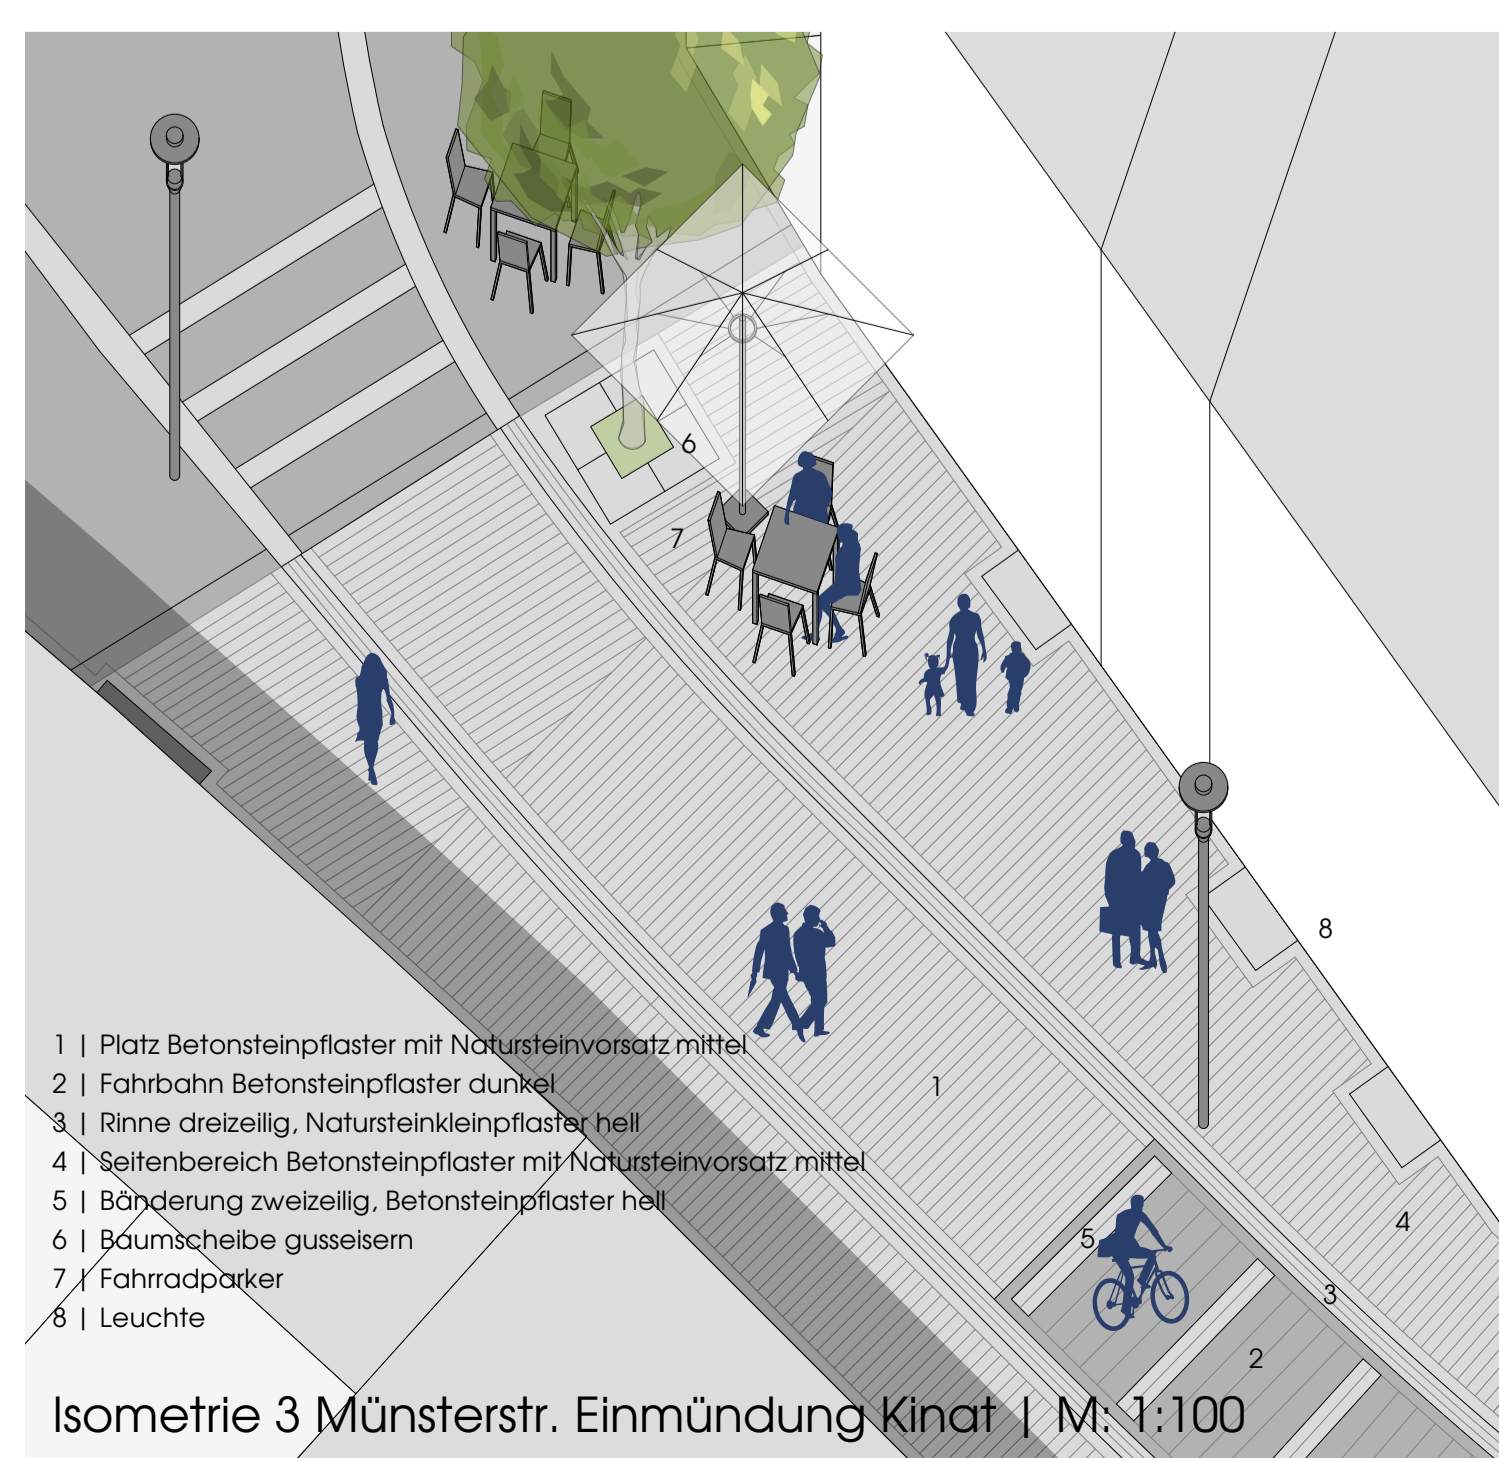 6
7
8
1 | Platz Betonsteinpflaster mit Natursteinvorsatz mittel
2 | Fahrbahn Betonsteinpflaster dunkel
1
3 | Rinne dreizeilig, Natursteinkleinpflaster hell
4 | Seitenbereich Betonsteinpflaster mit Natursteinvorsatz mittel
5 | Bänderung zweizeilig, Betonsteinpflaster hell
4
6 | Baumscheibe gusseisern
5
7 | Fahrradparker
3
8 | Leuchte
2
Isometrie 3 Münsterstr. Einmündung Kinat | M: 1:100